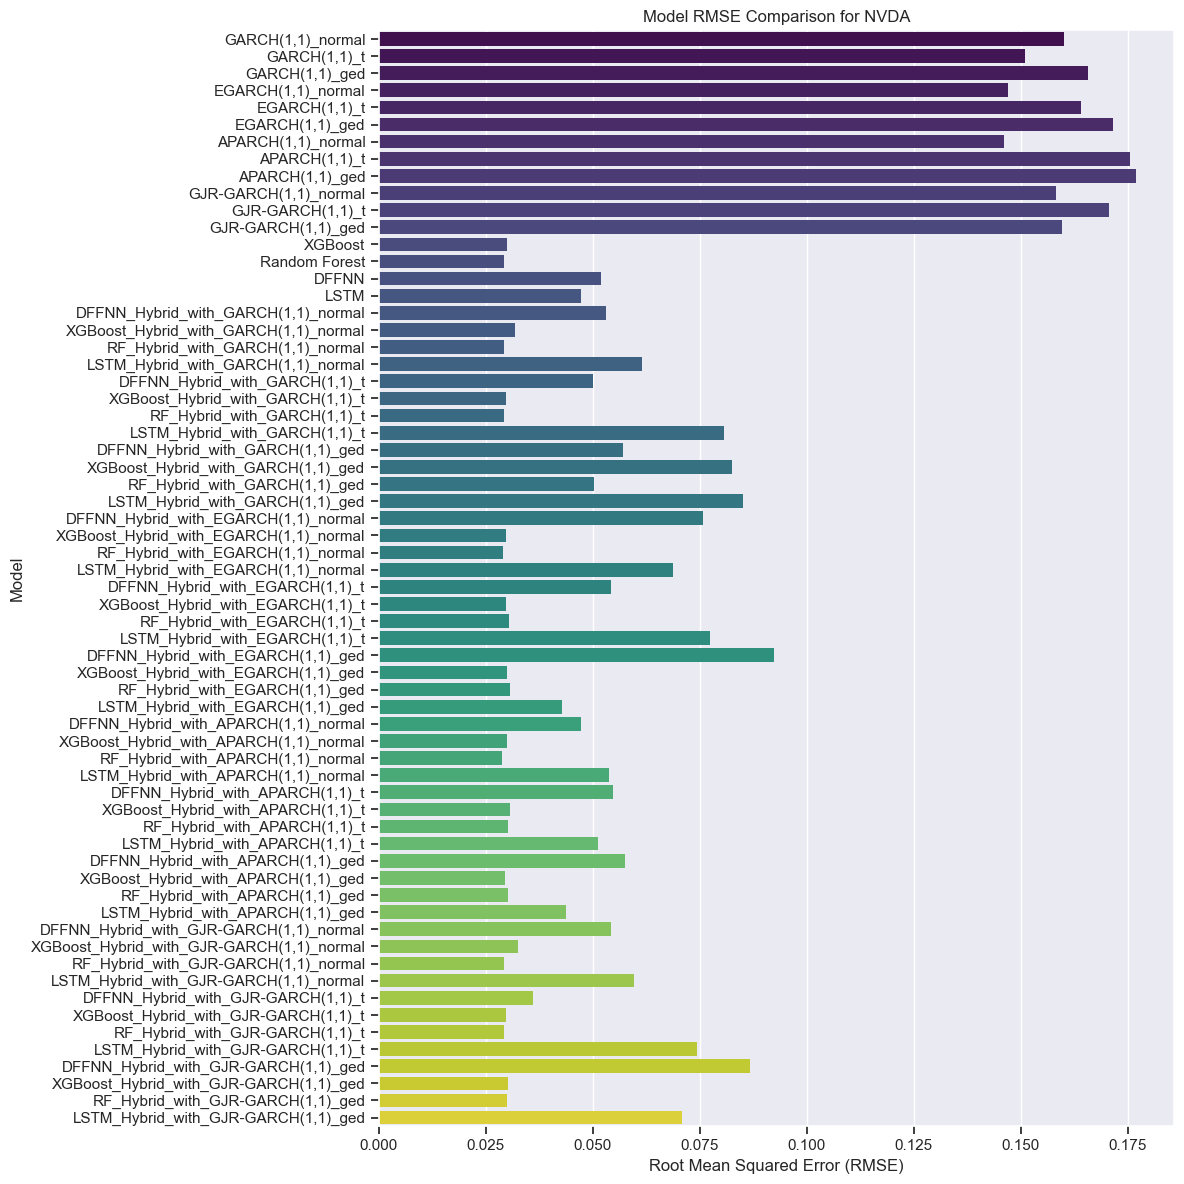 Model RMSE Comparison for NVDA
GARCH(1,1)_normal
GARCH(1,1)_t
GARCH(1,1)_ged
EGARCH(1,1)_normal
EGARCH(1,1)_t
EGARCH(1,1)_ged
APARCH(1,1)_normal
APARCH(1,1)_t
APARCH(1,1)_ged
GJR-GARCH(1,1)_normal
GJR-GARCH(1,1)_t
GJR-GARCH(1,1)_ged
XGBoost
Random Forest
DFFNN
LSTM
DFFNN_Hybrid_with_GARCH(1,1)_normal
XGBoost_Hybrid_with_GARCH(1,1)_normal
RF_Hybrid_with_GARCH(1,1)_normal
LSTM_Hybrid_with_GARCH(1,1)_normal
DFFNN_Hybrid_with_GARCH(1,1)_t
XGBoost_Hybrid_with_GARCH(1,1)_t
RF_Hybrid_with_GARCH(1,1)_t
LSTM_Hybrid_with_GARCH(1,1)_t
DFFNN_Hybrid_with_GARCH(1,1)_ged
XGBoost_Hybrid_with_GARCH(1,1)_ged
RF_Hybrid_with_GARCH(1,1)_ged
LSTM_Hybrid_with_GARCH(1,1)_ged
DFFNN_Hybrid_with_EGARCH(1,1)_normal
XGBoost_Hybrid_with_EGARCH(1,1)_normal
RF_Hybrid_with_EGARCH(1,1)_normal
LSTM_Hybrid_with_EGARCH(1,1)_normal
DFFNN_Hybrid_with_EGARCH(1,1)_t
XGBoost_Hybrid_with_EGARCH(1,1)_t
RF_Hybrid_with_EGARCH(1,1)_t
LSTM_Hybrid_with_EGARCH(1,1)_t
DFFNN_Hybrid_with_EGARCH(1,1)_ged
XGBoost_Hybrid_with_EGARCH(1,1)_ged
RF_Hybrid_with_EGARCH(1,1)_ged
LSTM_Hybrid_with_EGARCH(1,1)_ged
DFFNN_Hybrid_with_APARCH(1,1)_normal
XGBoost_Hybrid_with_APARCH(1,1)_normal
RF_Hybrid_with_APARCH(1,1)_normal
LSTM_Hybrid_with_APARCH(1,1)_normal
DFFNN_Hybrid_with_APARCH(1,1)_t
XGBoost_Hybrid_with_APARCH(1,1)_t
RF_Hybrid_with_APARCH(1,1)_t
LSTM_Hybrid_with_APARCH(1,1)_t
DFFNN_Hybrid_with_APARCH(1,1)_ged
XGBoost_Hybrid_with_APARCH(1,1)_ged
RF_Hybrid_with_APARCH(1,1)_ged
LSTM_Hybrid_with_APARCH(1,1)_ged
DFFNN_Hybrid_with_GJR-GARCH(1,1)_normal
XGBoost_Hybrid_with_GJR-GARCH(1,1)_normal
RF_Hybrid_with_GJR-GARCH(1,1)_normal
LSTM_Hybrid_with_GJR-GARCH(1,1)_normal
DFFNN_Hybrid_with_GJR-GARCH(1,1)_t
XGBoost_Hybrid_with_GJR-GARCH(1,1)_t
RF_Hybrid_with_GJR-GARCH(1,1)_t
LSTM_Hybrid_with_GJR-GARCH(1,1)_t
DFFNN_Hybrid_with_GJR-GARCH(1,1)_ged
XGBoost_Hybrid_with_GJR-GARCH(1,1)_ged
RF_Hybrid_with_GJR-GARCH(1,1)_ged
LSTM_Hybrid_with_GJR-GARCH(1,1)_ged
Model
0.000 0.025 0.050 0.075 0.100 0.125 0.150 0.175
Root Mean Squared Error (RMSE)